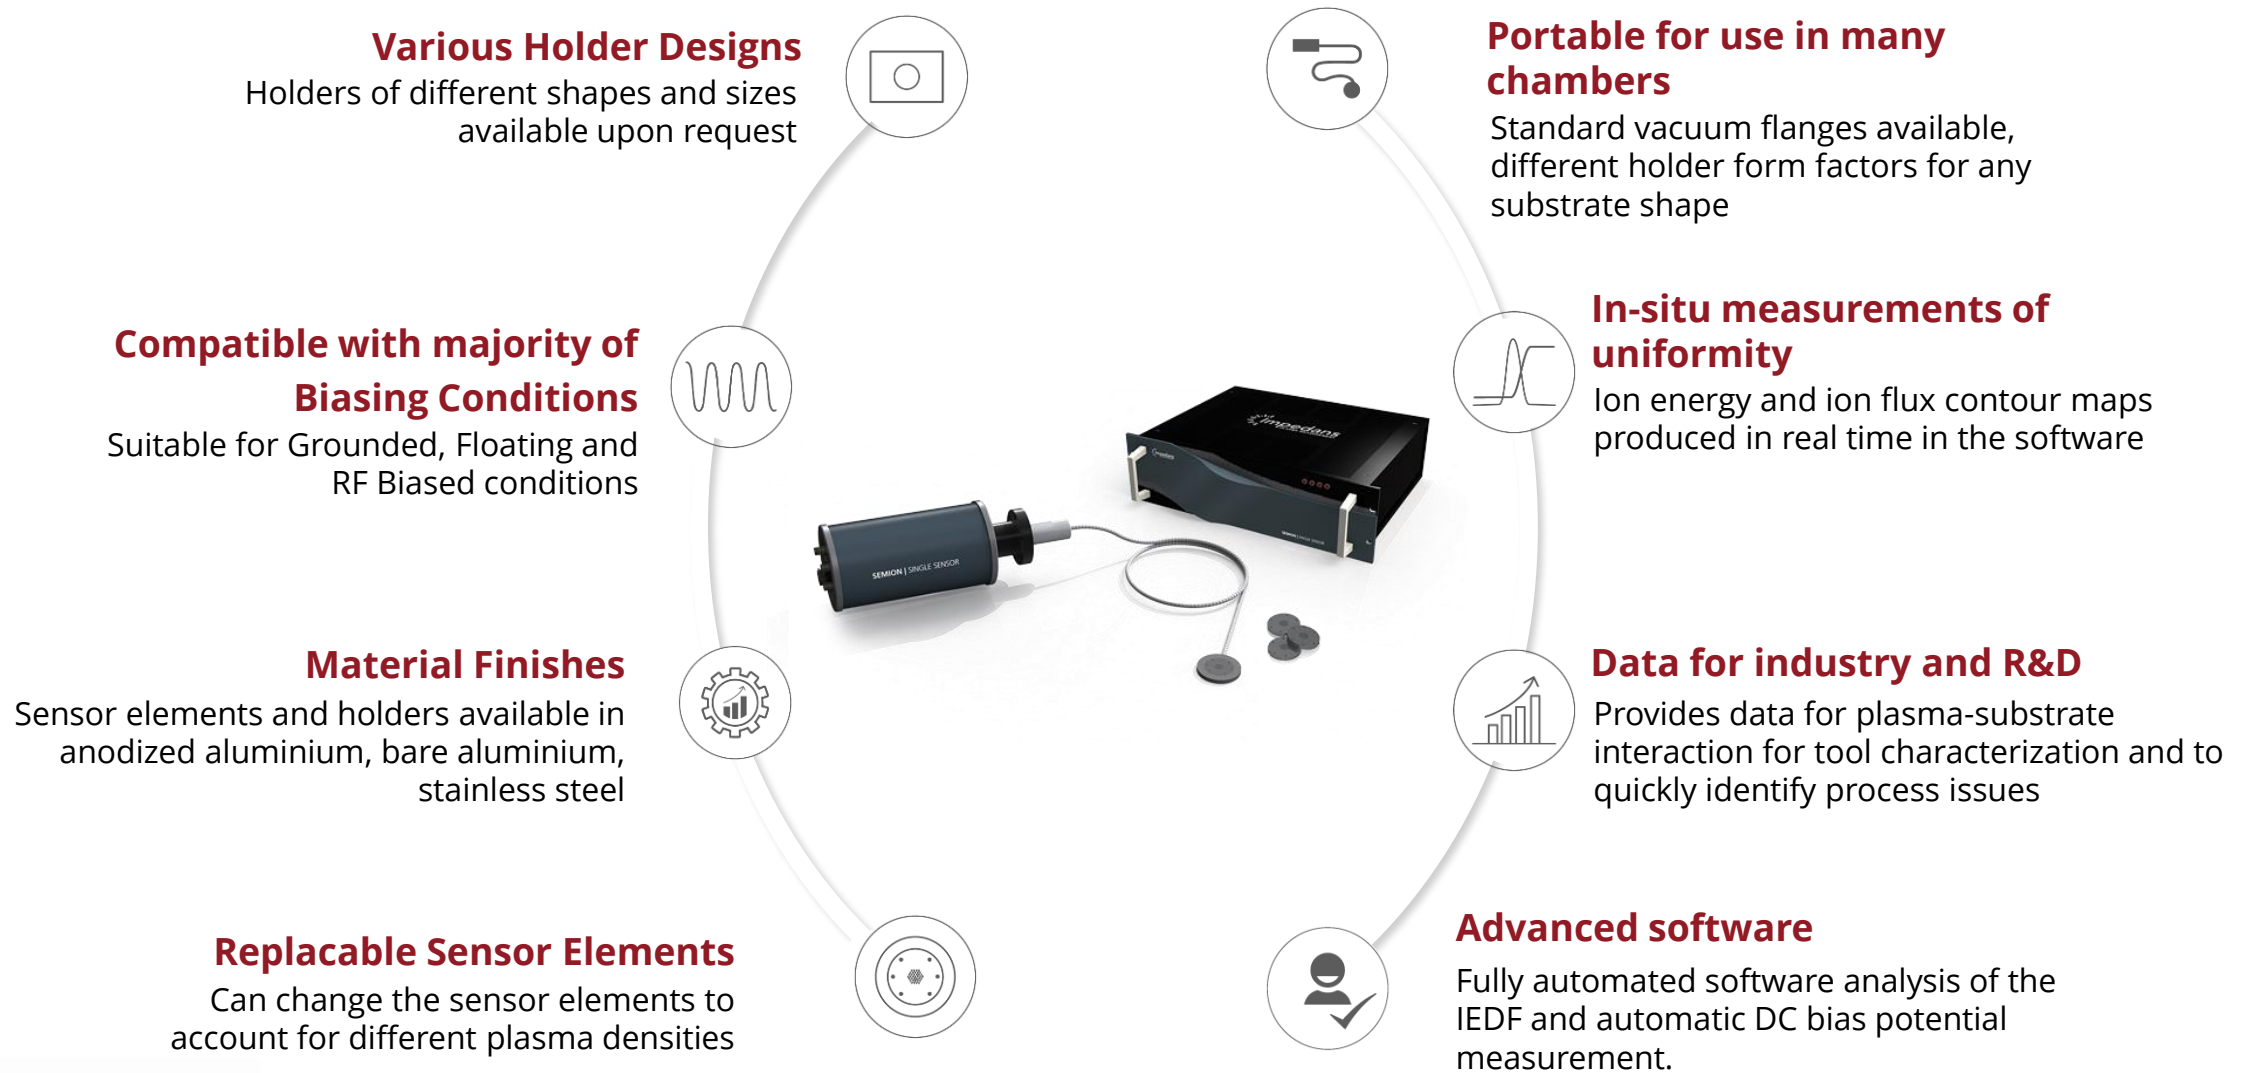 Various Holder Designs
Holders of different shapes and sizes
available upon request
Compatible with majority of
Biasing Conditions
Suitable for Grounded, Floating and
RF Biased conditions
Material Finishes
Sensor elements and holders available in
anodized aluminium, bare aluminium,
stainless steel
Replacable Sensor Elements
Can change the sensor elements to
account for different plasma densities
impedans
impedans
SEMION | SINGLE SENSOR
SEMION | SINGLE SENSOR
Portable for use in many
chambers
Standard vacuum flanges available,
different holder form factors for any
substrate shape
In-situ measurements of
uniformity
Ion energy and ion flux contour maps
produced in real time in the software
Data for industry and R&D
Provides data for plasma-substrate
interaction for tool characterization and to
quickly identify process issues
Advanced software
Fully automated software analysis of the
IEDF and automatic DC bias potential
measurement.